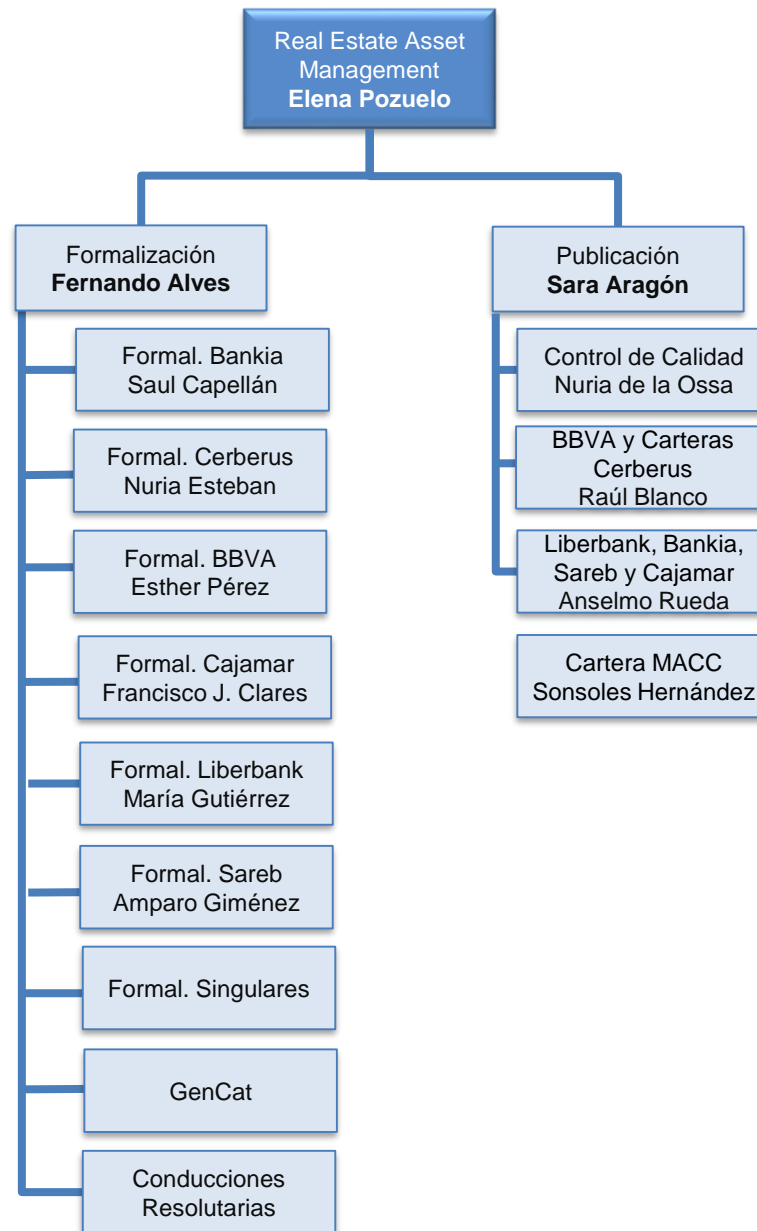 Real Estate Asset
Management
Elena Pozuelo
Formalización
Fernando Alves
Formal. Bankia
Saul Capellán
Formal. Cerberus
Nuria Esteban
Formal. BBVA
Esther Pérez
Formal. Cajamar
Francisco J. Clares
Formal. Liberbank
María Gutiérrez
Formal. Sareb
Amparo Giménez
Formal. Singulares
GenCat
Conducciones
Resolutarias
Publicación
Sara Aragón
Control de Calidad
Nuria de la Ossa
BBVA y Carteras
Cerberus
Raúl Blanco
Liberbank, Bankia,
Sareb y Cajamar
Anselmo Rueda
Cartera MACC
Sonsoles Hernández